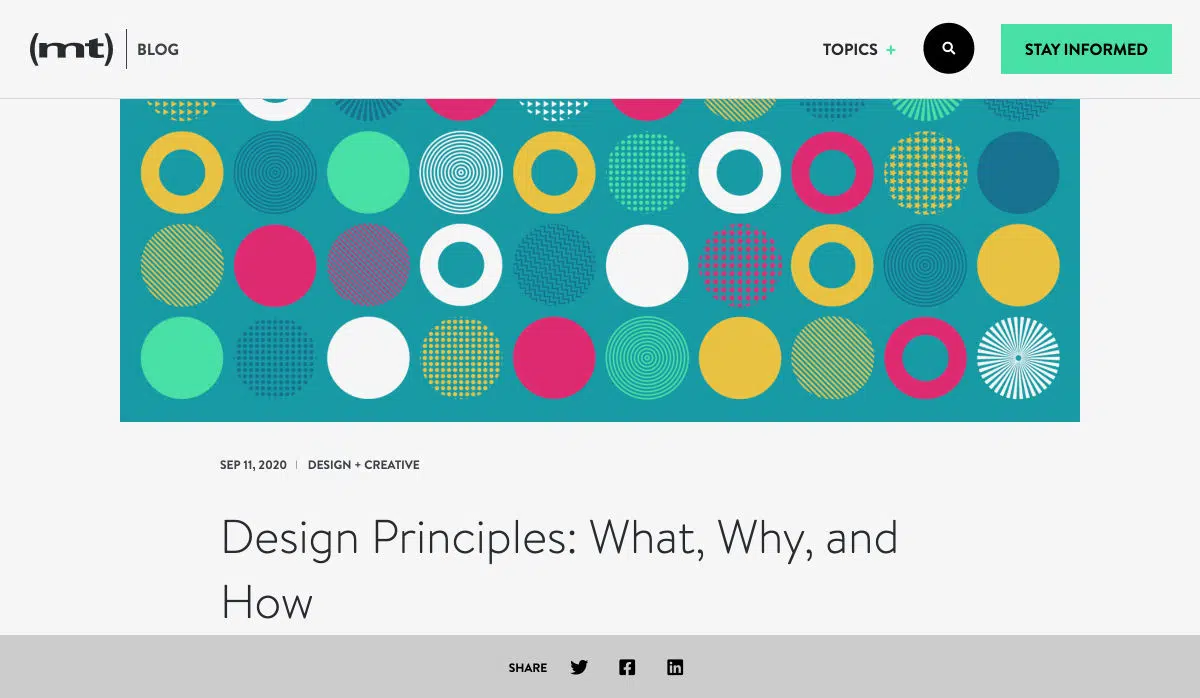 (mt) BLOG
TOPICS +
STAY INFORMED
SEP 11, 2020 | DESIGN + CREATIVE
Design Principles: What, Why, and
How
SHARE